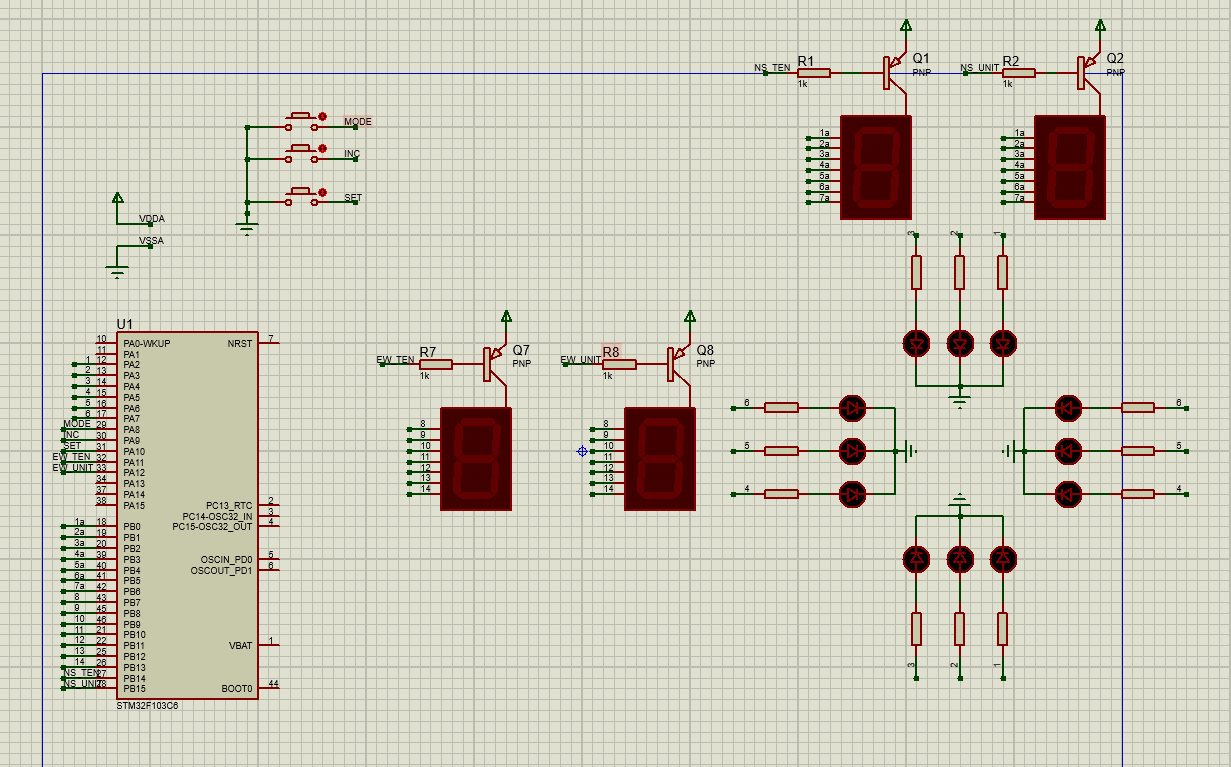 NS_TEN
R1
1k
Q1
PNP
NS_UNIT
R2
1k
Q2
PNP
1a
2a
3a
4a
5a
6a
7a
1a
2a
3a
4a
5a
6a
7a
MODE
INC
SET
VDDA
VSSA
3 2 1
EW_TEN
R7
1k
Q7
PNP
EW_UNIT
R8
1k
Q8
PNP
8
9
10
11
12
13
14
8
9
10
11
12
13
14
6
5
4
6
5
4
3 2 1
U1
10 PA0-WKUP NRST 7
11 PA1
1 12 PA2
2 13 PA3
3 14 PA4
4 15 PA5
5 16 PA6
6 17 PA7
MODE 29 PA8
INC 30 PA9
SET 31 PA10
EW_TEN 32 PA11
EW_UNIT 33 PA12
34 PA13
37 PA14
38 PA15
PC13_RTC 2
PC14-OSC32_IN 3
PC15-OSC32_OUT 4
1a 18 PB0
2a 19 PB1
3a 20 PB2
4a 39 PB3
5a 40 PB4
6a 41 PB5
7a 42 PB6
8 43 PB7
9 45 PB8
10 46 PB9
11 21 PB10
12 22 PB11
13 25 PB12
14 26 PB13
NS_TEN 27 PB14
NS_UNIT 28 PB15
OSCIN_PD0 5
OSCOUT_PD1 6
VBAT 1
BOOT0 44
STM32F103C6